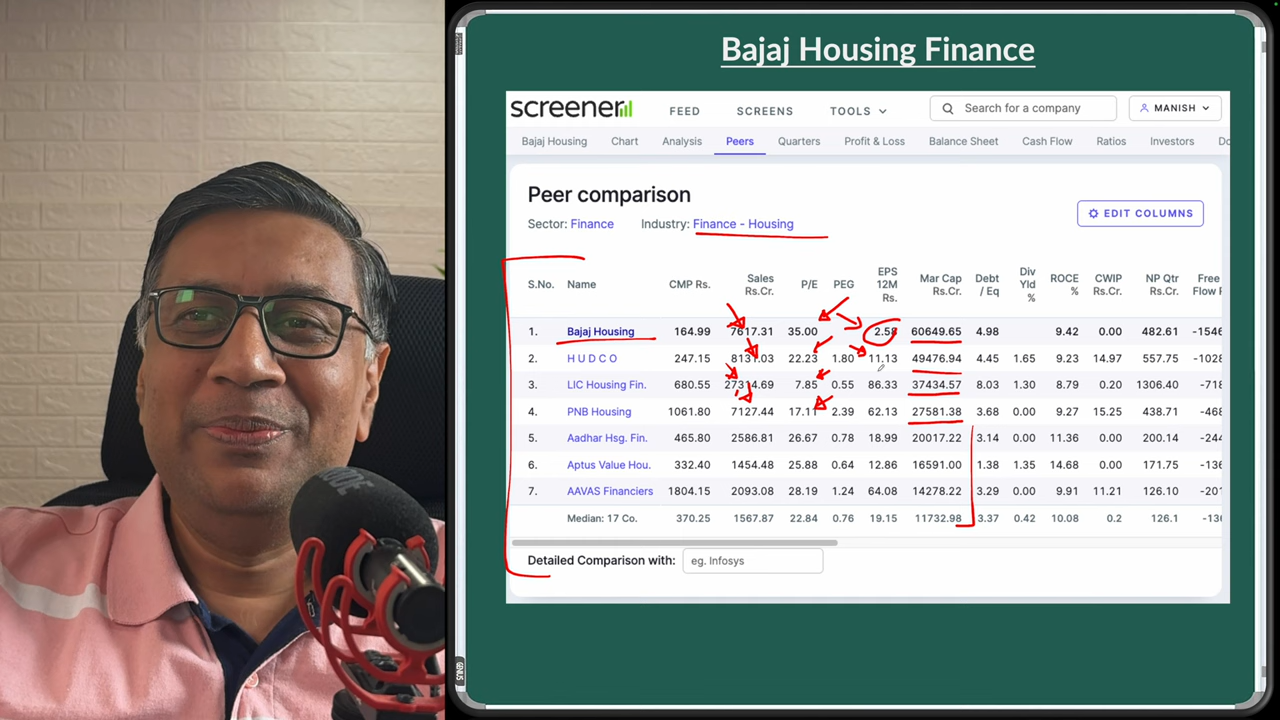 Bajaj Housing Finance
screener FEED SCREENS TOOLS Search for a company MANISH
Bajaj Housing Chart Analysis Peers Quarters Profit & Loss Balance Sheet Cash Flow Ratios Investors
Peer comparison
Sector: Finance Industry: Finance - Housing EDIT COLUMNS
S.No. Name CMP Rs. Sales Rs.Cr. P/E PEG EPS 12M Rs. Mar Cap Rs.Cr. Debt / Eq Div Yld % ROCE % CWIP Rs.Cr. NP Qtr Rs.Cr. Free Flow
1. Bajaj Housing 164.99 7617.31 35.00 2.58 60649.65 4.98 9.42 0.00 482.61
2. H U D C O 247.15 8131.03 22.23 1.80 11.13 49476.94 4.45 1.65 9.23 14.97 557.75
3. LIC Housing Fin. 680.55 27314.69 7.85 0.55 86.33 37434.57 8.03 1.30 8.79 0.20 1306.40
4. PNB Housing 1061.80 7127.44 17.11 2.39 62.13 27581.38 3.68 0.00 9.27 15.25 438.71
5. Aadhar Hsg. Fin. 465.80 2586.81 26.67 0.78 18.99 20017.22 3.14 0.00 11.36 0.00 200.14
6. Aptus Value Hou. 332.40 1454.48 25.88 0.64 12.86 16591.00 1.38 1.35 14.68 0.00 171.75
7. AAVAS Financiers 1804.15 2093.08 28.19 1.24 64.08 14278.22 3.29 0.00 9.91 11.21 126.10
Median: 17 Co. 370.25 1567.87 22.84 0.76 19.15 11732.98 3.37 0.42 10.08 0.2 126.1
Detailed Comparison with: eg. Infosys